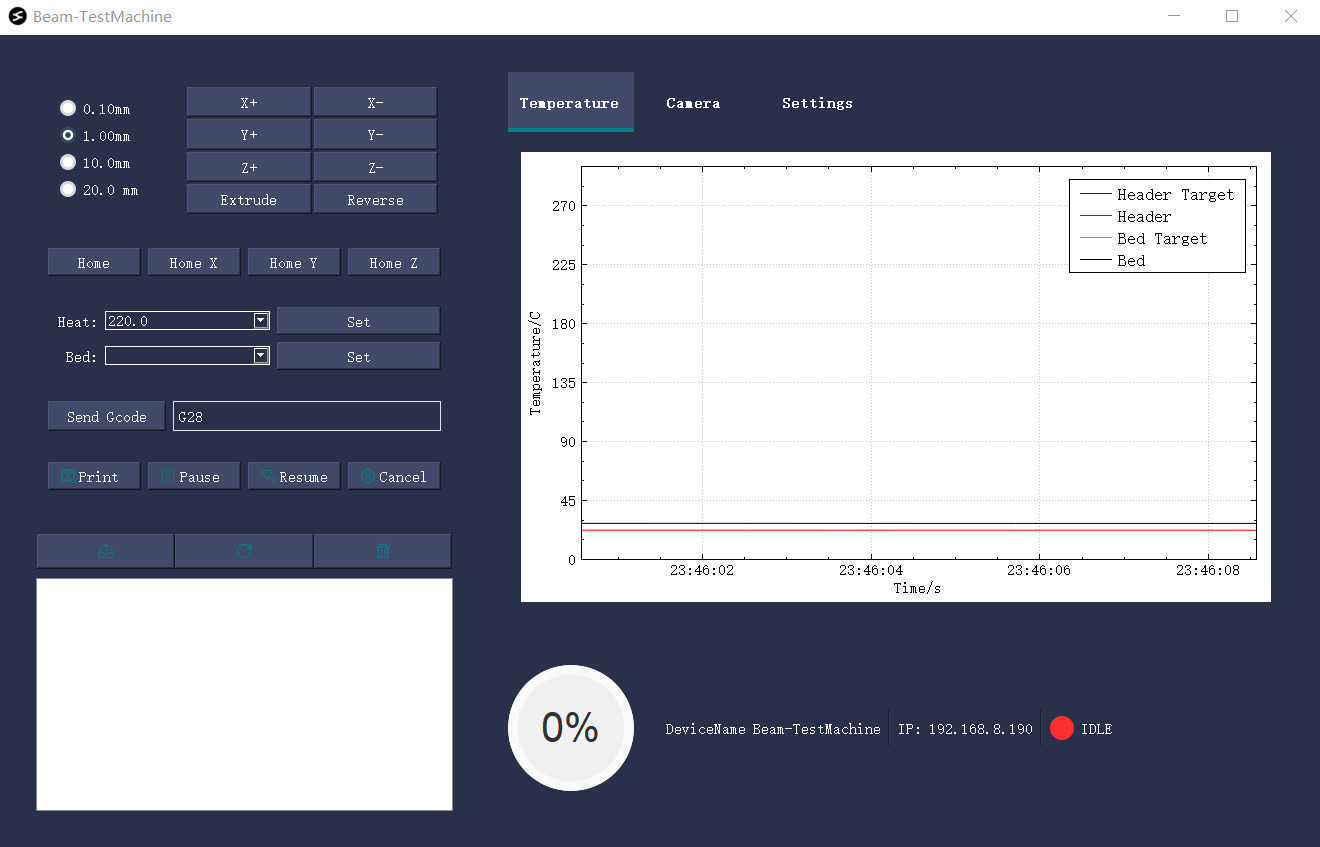 Beam-TestMachine
0.10mm
1.00mm
10.0mm
20.0 mm
X+ X-
Y+ Y-
Z+ Z-
Extrude Reverse
Home Home X Home Y Home Z
Heat: 220.0 Set
Bed: Set
Send Gcode G28
Print Pause Resume Cancel
Temperature Camera Settings
Header Target
Header
Bed Target
Bed
Temperature/C
270
225
180
135
90
45
0
23:46:02 23:46:04 23:46:06 23:46:08
Time/s
0%
DeviceName Beam-TestMachine IP: 192.168.8.190 IDLE